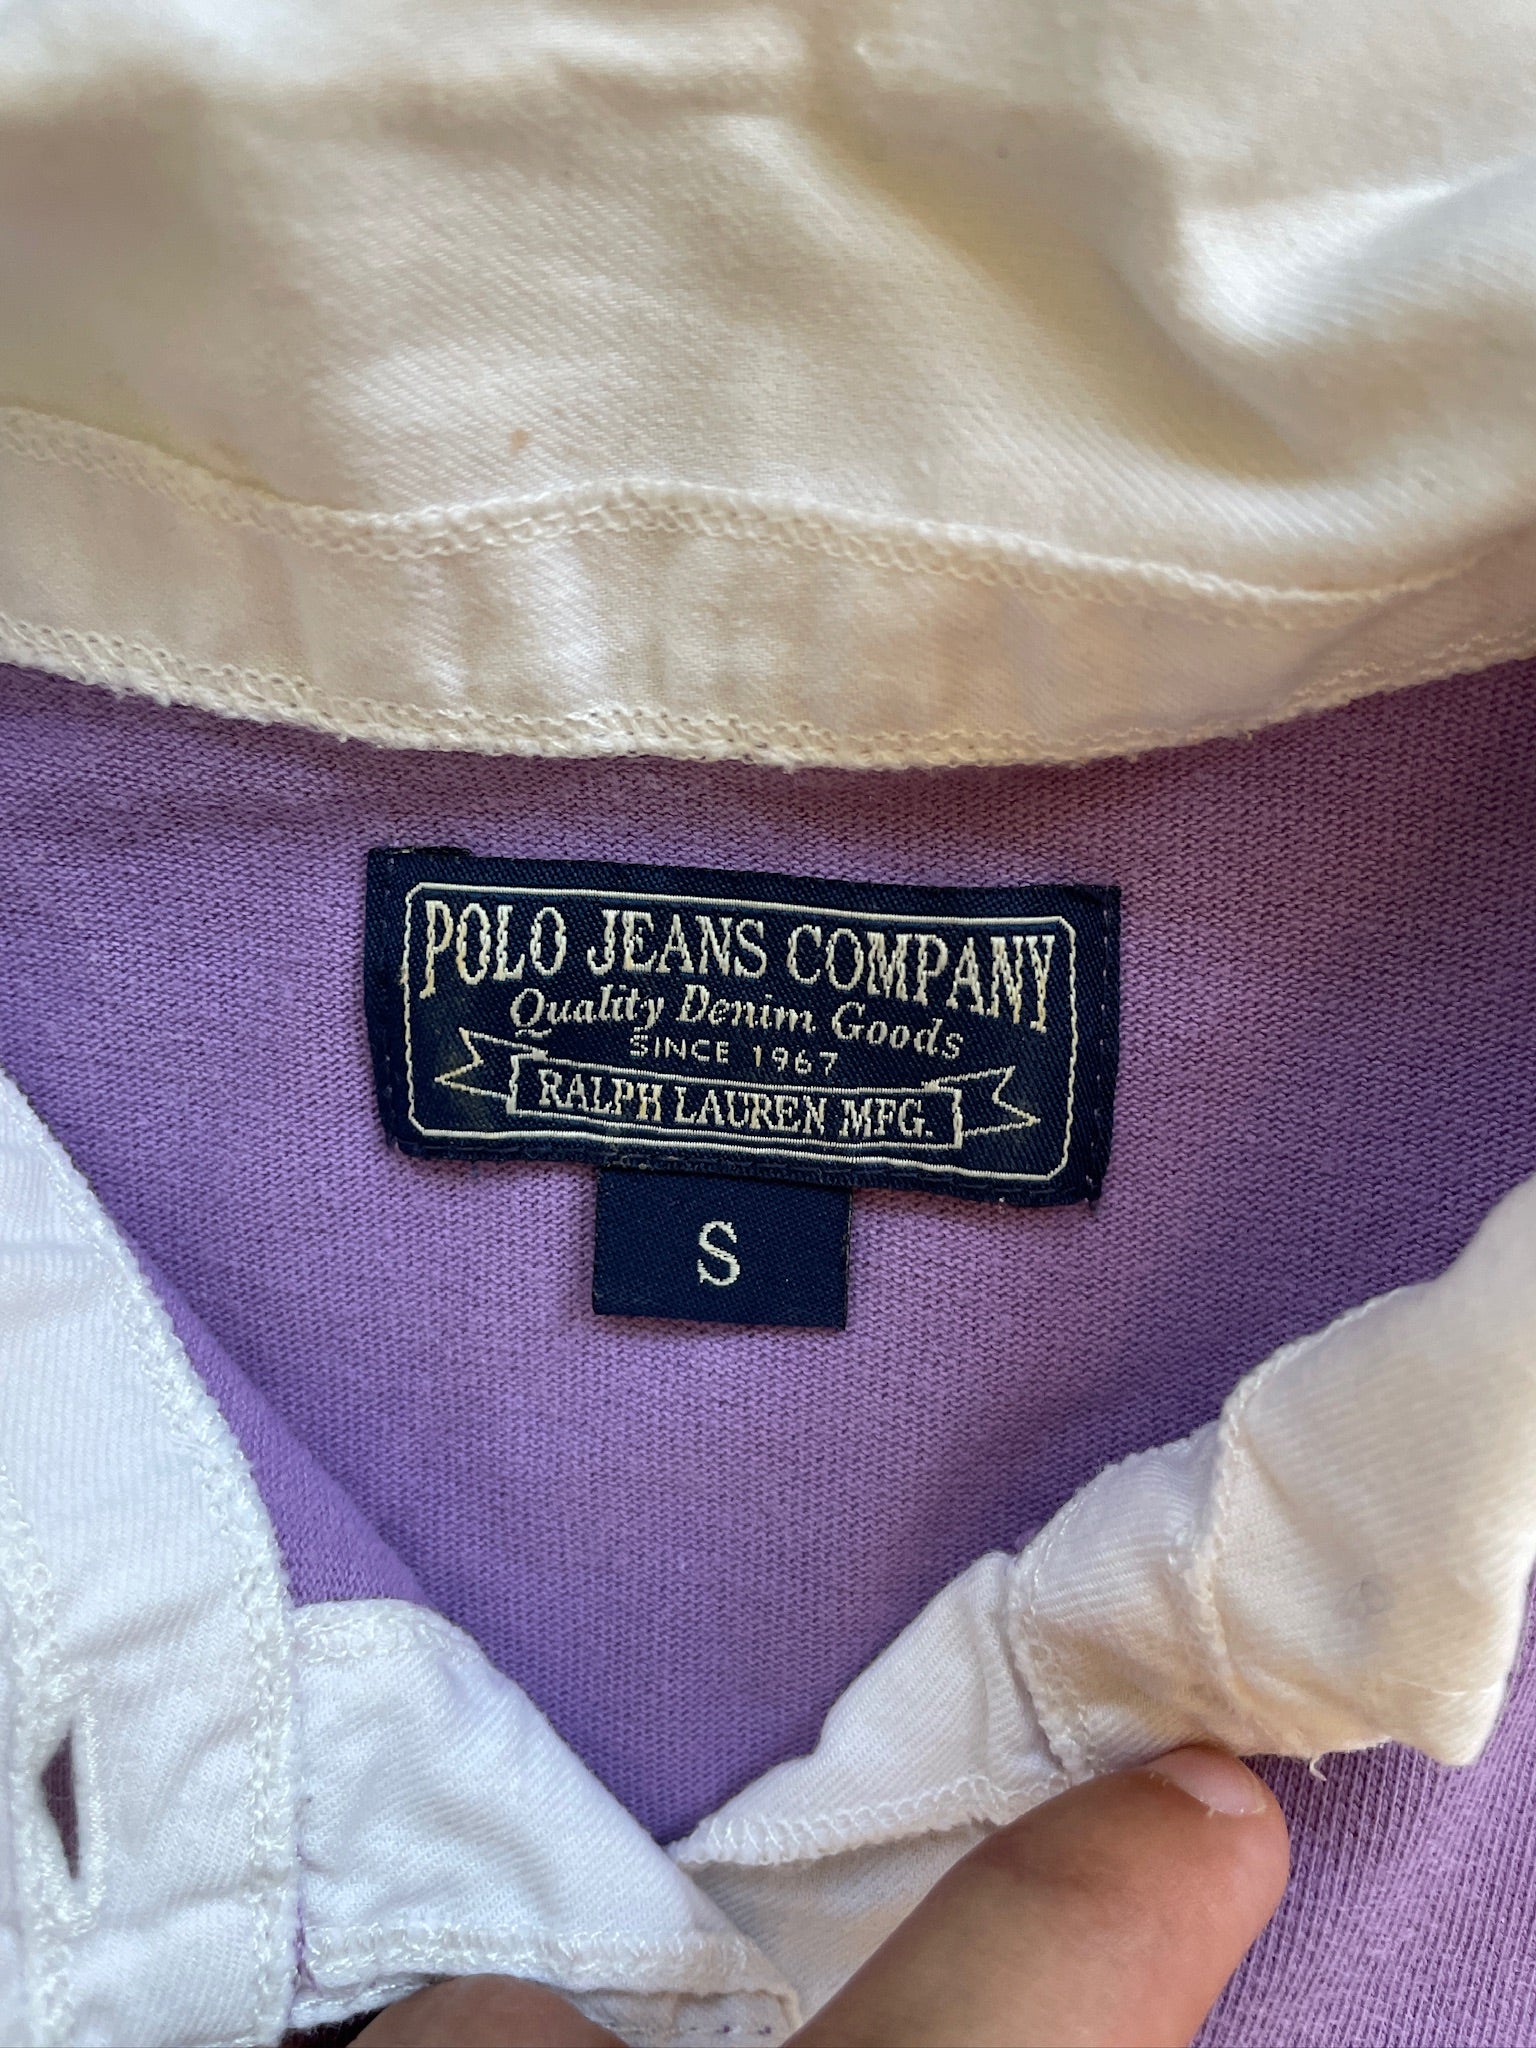 POLO JEANS COMPANY
Quality Denim Goods
SINCE 1967
RALPH LAUREN MFG.
S